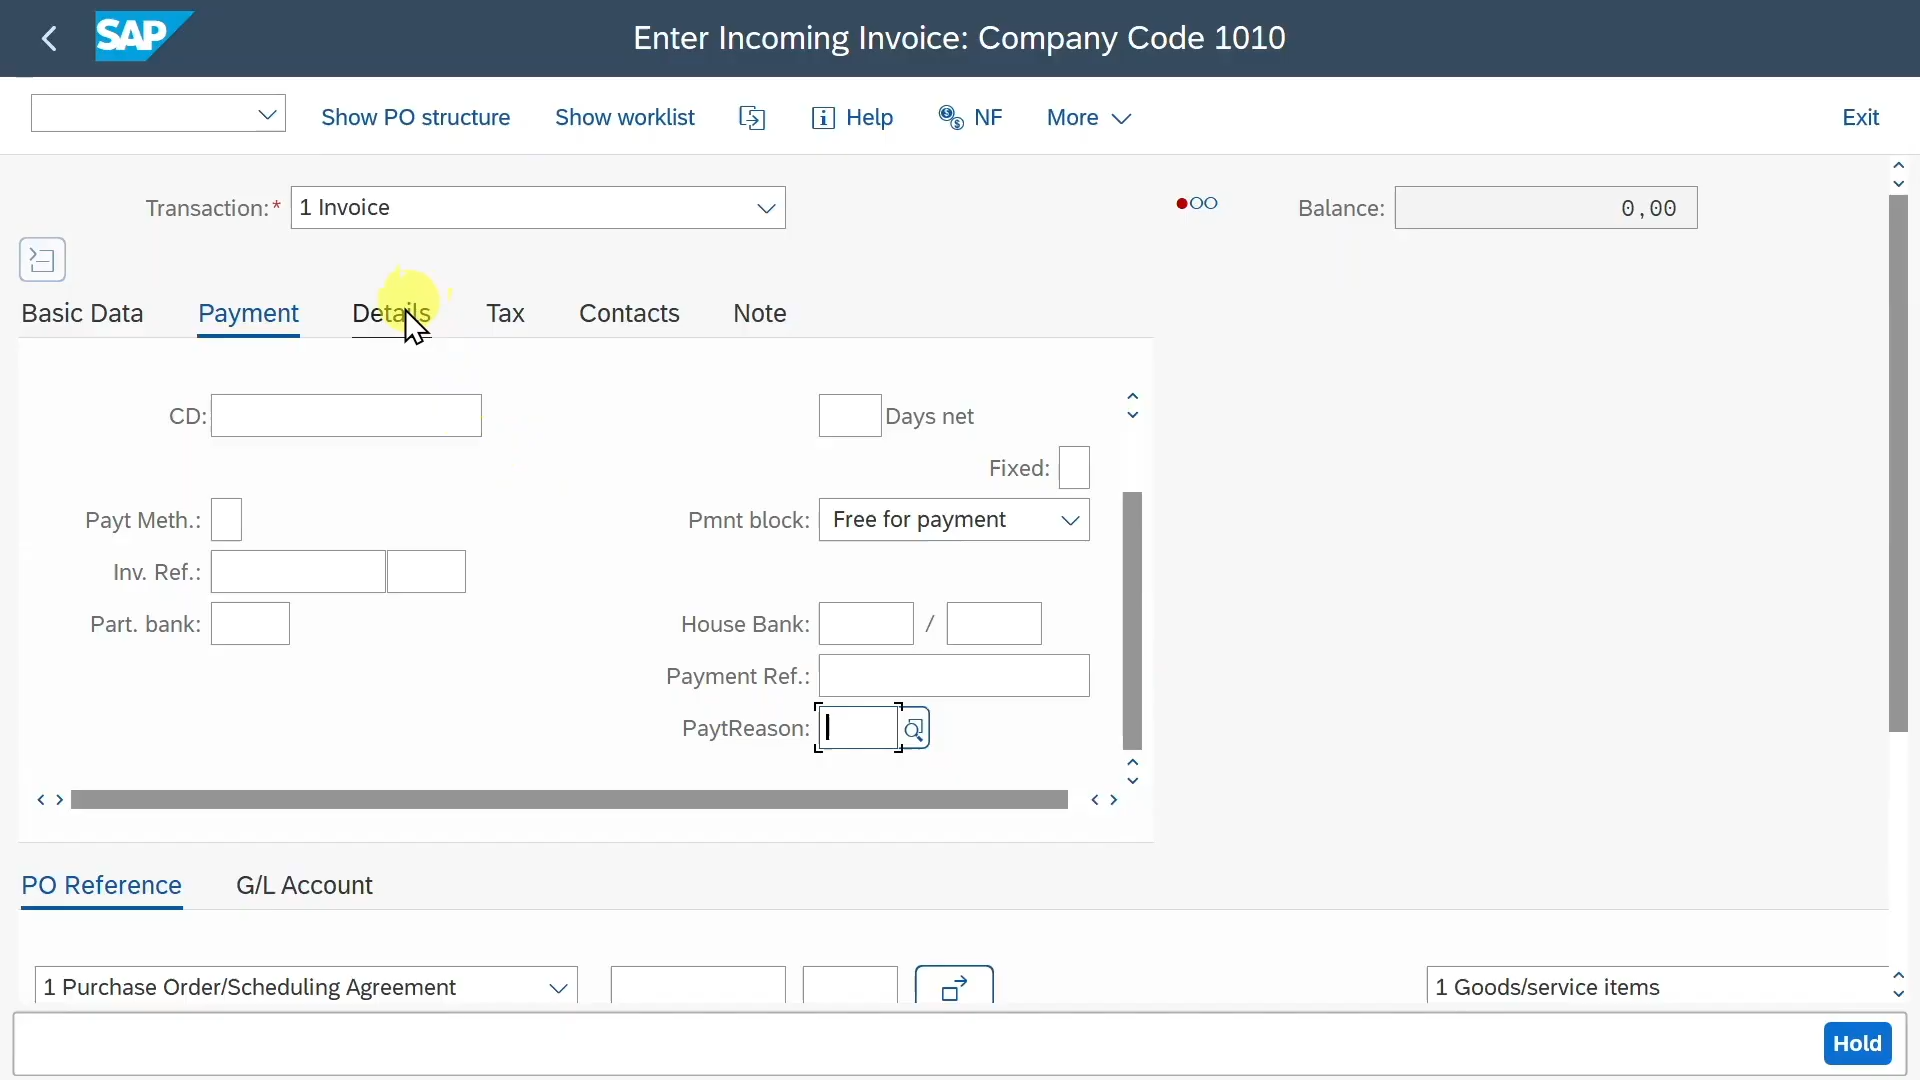 SAP
Enter Incoming Invoice: Company Code 1010
Show PO structure
Show worklist
Help
NF
More
Exit
Transaction:* 1 Invoice
Balance: 0,00
Basic Data
Payment
Details
Tax
Contacts
Note
CD:
Days net
Fixed:
Payt Meth.:
Pmnt block: Free for payment
Inv. Ref.:
Part. bank:
House Bank: /
Payment Ref.:
PaytReason:
PO Reference
G/L Account
1 Purchase Order/Scheduling Agreement
1 Goods/service items
Hold